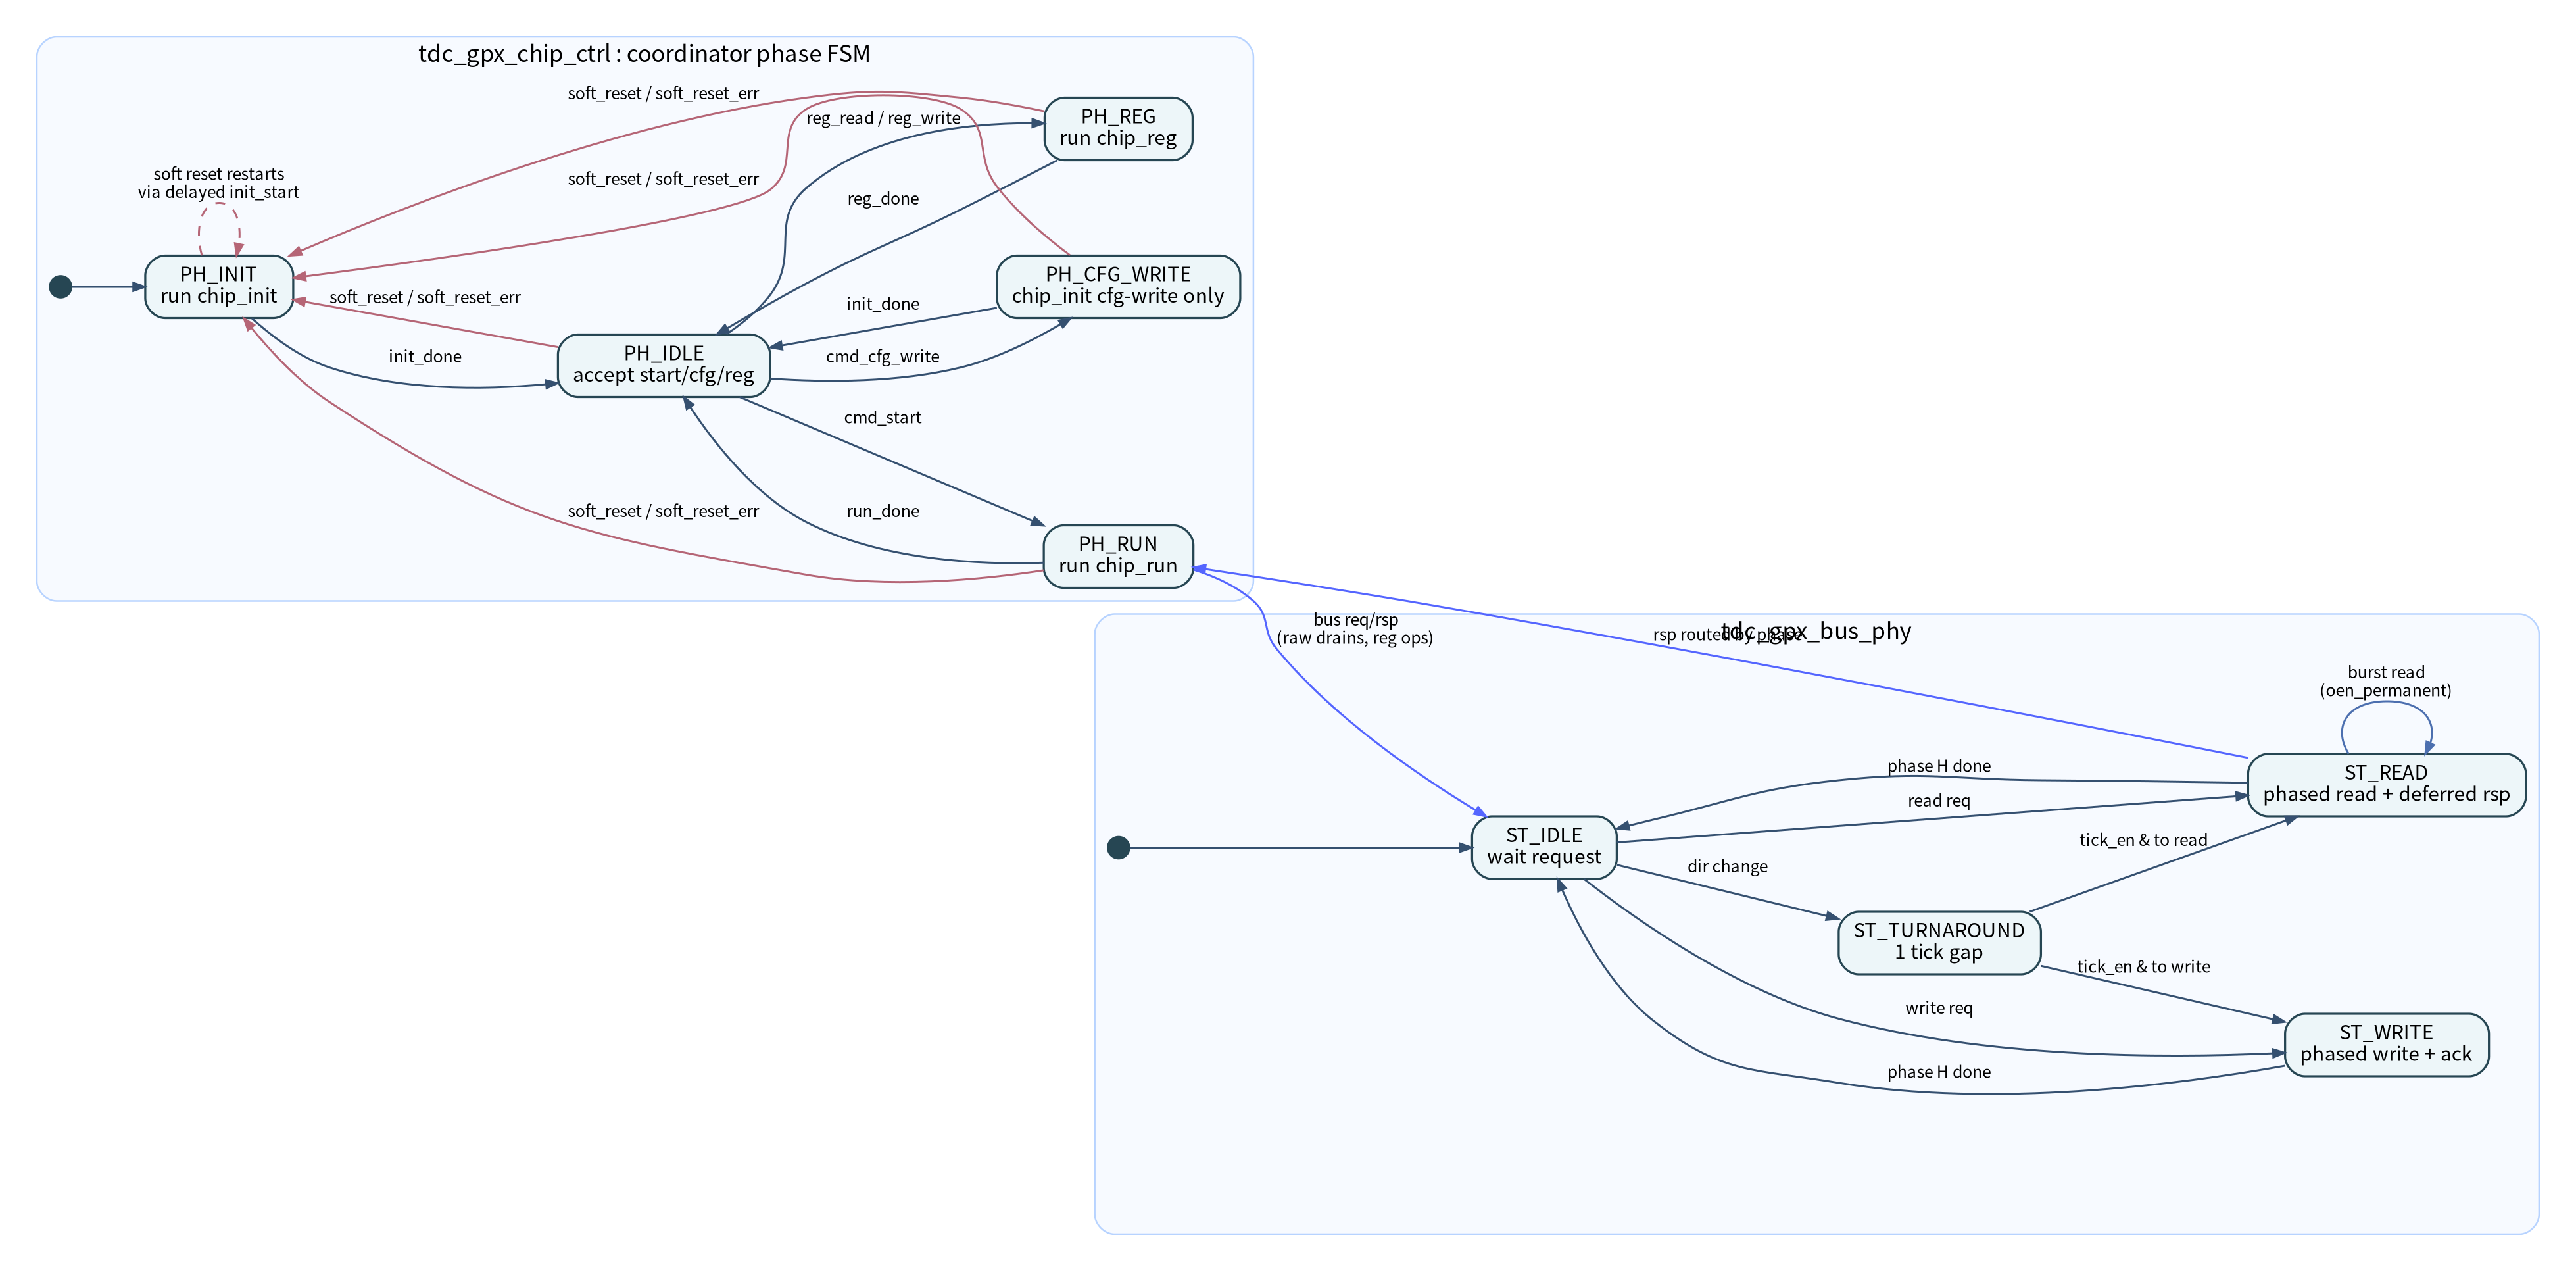 tdc_gpx_chip_ctrl : coordinator phase FSM
soft_reset / soft_reset_err
PH_REG
run chip_reg
reg_read / reg_write
soft reset restarts
via delayed init_start
soft_reset / soft_reset_err
reg_done
PH_INIT
run chip_init
PH_CFG_WRITE
chip_init cfg-write only
soft_reset / soft_reset_err
init_done
init_done
PH_IDLE
accept start/cfg/reg
cmd_cfg_write
cmd_start
soft_reset / soft_reset_err
run_done
PH_RUN
run chip_run
bus req/rsp
(raw drains, reg ops)
rsp routed by phase
tdc_gpx_bus_phy
burst read
(oen_permanent)
phase H done
ST_READ
phased read + deferred rsp
read req
ST_IDLE
wait request
tick_en & to read
dir change
ST_TURNAROUND
1 tick gap
tick_en & to write
write req
ST_WRITE
phased write + ack
phase H done